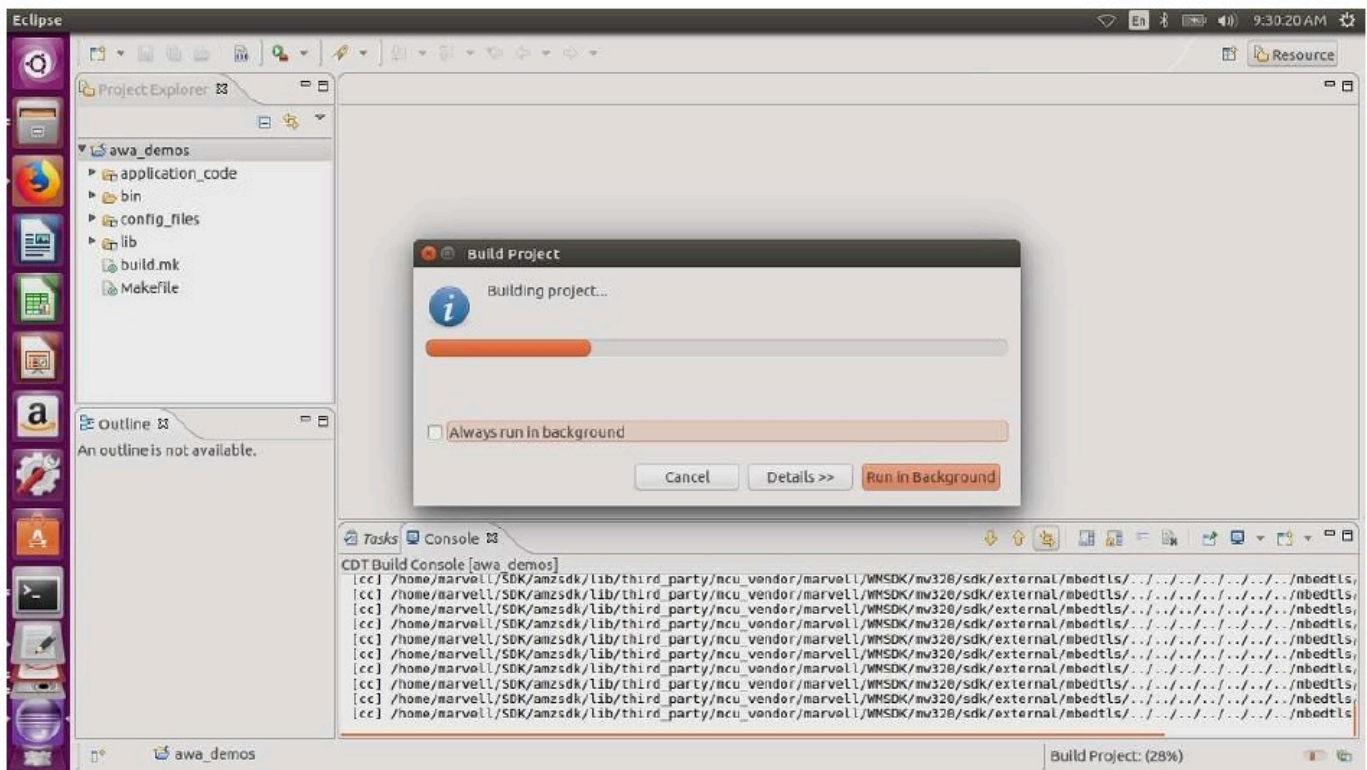 Eclipse
En
9:30:20 AM
Resource
Project Explorer
awa_demos
application_code
bin
config_files
lib
build.mk
Makefile
Build Project
Building project...
Always run in background
Cancel
Details >>
Run in Background
Outline
An outline is not available.
Tasks
Console
CDT Build Console [awa_demos]
[cc] /home/marvell/SDK/amzsdk/lib/third_party/mcu_vendor/marvell/WMSDK/mw320/sdk/external/mbedtls/../../../../../../mbedtls/
[cc] /home/marvell/SDK/amzsdk/lib/third_party/mcu_vendor/marvell/WMSDK/mw320/sdk/external/mbedtls/../../../../../../mbedtls/
[cc] /home/marvell/SDK/amzsdk/lib/third_party/mcu_vendor/marvell/WMSDK/mw320/sdk/external/mbedtls/../../../../../../mbedtls/
[cc] /home/marvell/SDK/amzsdk/lib/third_party/mcu_vendor/marvell/WMSDK/mw320/sdk/external/mbedtls/../../../../../../mbedtls/
[cc] /home/marvell/SDK/amzsdk/lib/third_party/mcu_vendor/marvell/WMSDK/mw320/sdk/external/mbedtls/../../../../../../mbedtls/
[cc] /home/marvell/SDK/amzsdk/lib/third_party/mcu_vendor/marvell/WMSDK/mw320/sdk/external/mbedtls/../../../../../../mbedtls/
[cc] /home/marvell/SDK/amzsdk/lib/third_party/mcu_vendor/marvell/WMSDK/mw320/sdk/external/mbedtls/../../../../../../mbedtls/
[cc] /home/marvell/SDK/amzsdk/lib/third_party/mcu_vendor/marvell/WMSDK/mw320/sdk/external/mbedtls/../../../../../../mbedtls/
[cc] /home/marvell/SDK/amzsdk/lib/third_party/mcu_vendor/marvell/WMSDK/mw320/sdk/external/mbedtls/../../../../../../mbedtls/
[cc] /home/marvell/SDK/amzsdk/lib/third_party/mcu_vendor/marvell/WMSDK/mw320/sdk/external/mbedtls/../../../../../../mbedtls
awa_demos
Build Project: (28%)